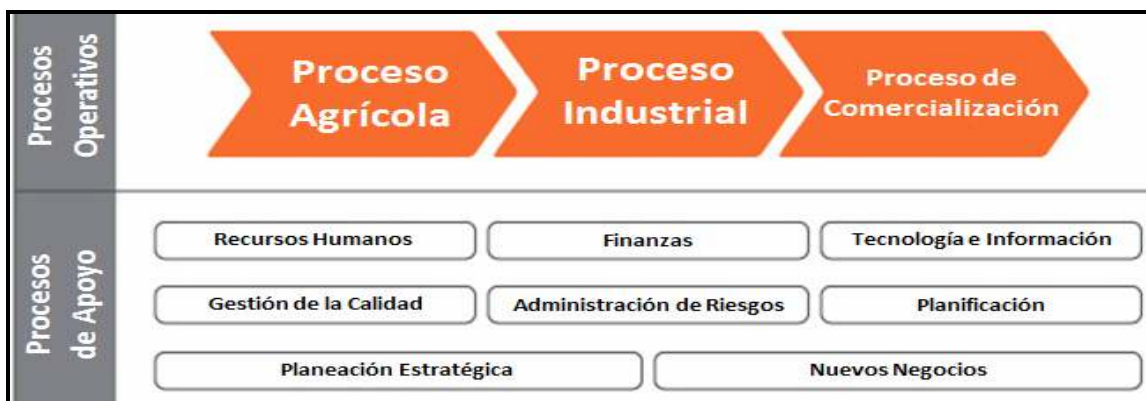 Procesos
Operativos
Proceso
Agrícola
Proceso
Industrial
Proceso de
Comercialización
Procesos
de Apoyo
Recursos Humanos
Finanzas
Tecnología e Información
Gestión de la Calidad
Administración de Riesgos
Planificación
Planeación Estratégica
Nuevos Negocios